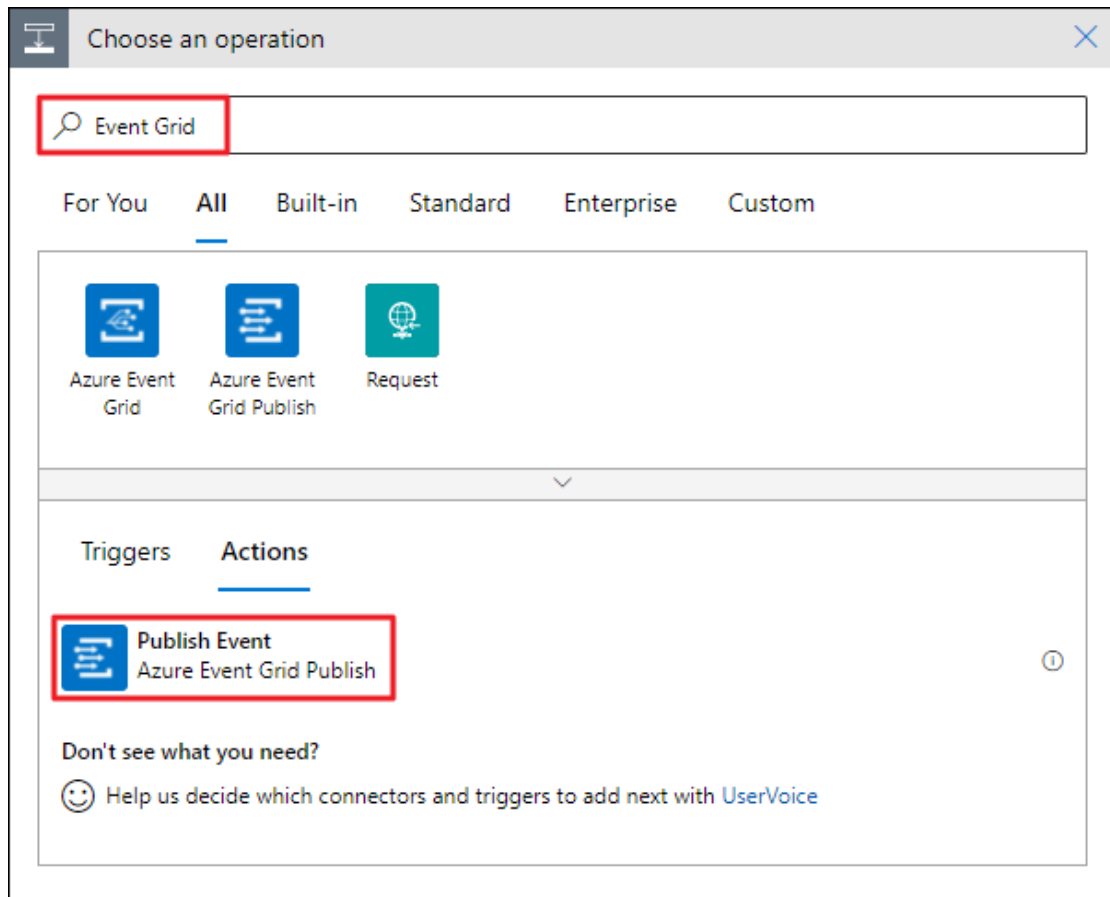 Choose an operation
Event Grid
For You All Built-in Standard Enterprise Custom
Azure Event
Grid
Azure Event
Grid Publish
Request
Triggers Actions
Publish Event
Azure Event Grid Publish
Don't see what you need?
Help us decide which connectors and triggers to add next with UserVoice